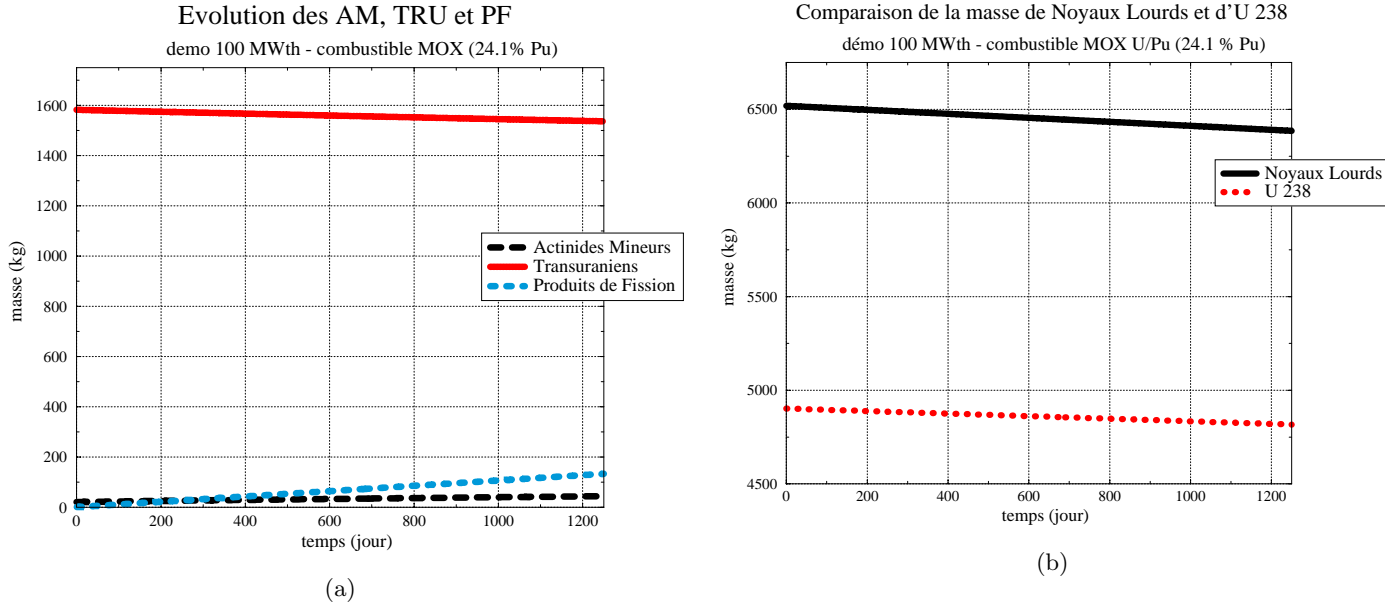 Evolution des AM, TRU et PF
demo 100 MWth - combustible MOX (24.1% Pu)
1600
1400
1200
1000
800
600
400
200
0
masse (kg)
Actinides Mineurs
Transuraniens
Produits de Fission
0 200 400 600 800 1000 1200
temps (jour)
(a)
Comparaison de la masse de Noyaux Lourds et d'U 238
démo 100 MWth - combustible MOX U/Pu (24.1 % Pu)
6500
6000
5500
5000
4500
masse (kg)
Noyaux Lourds
U 238
0 200 400 600 800 1000 1200
temps (jour)
(b)